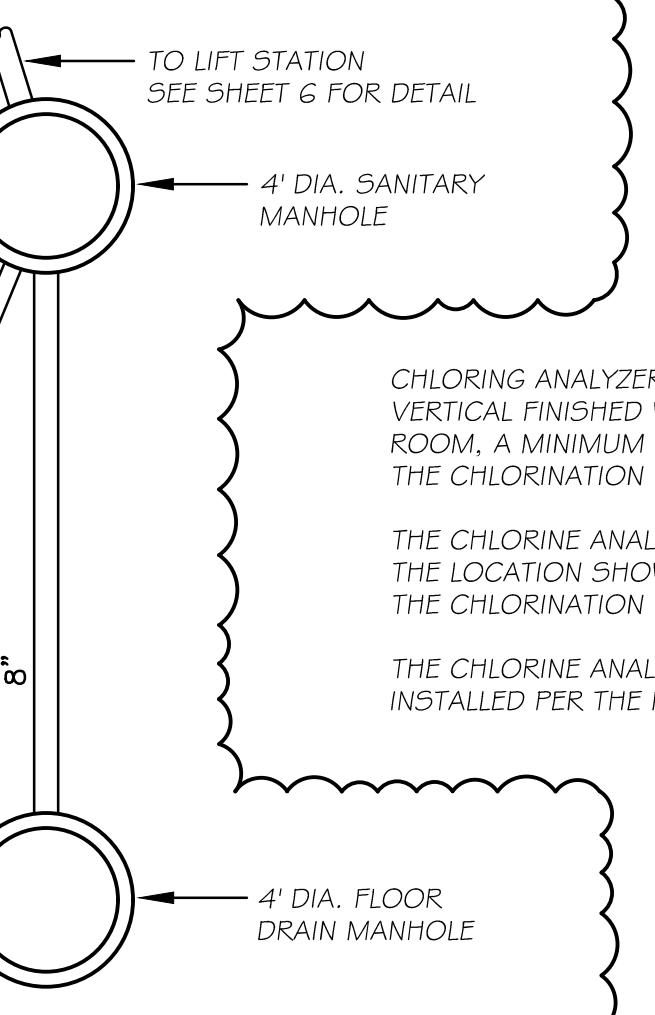 TO LIFT STATION
SEE SHEET 6 FOR DETAIL
4' DIA. SANITARY
MANHOLE
CHLORING ANALYZER
VERTICAL FINISHED
ROOM, A MINIMUM
THE CHLORINATION
THE CHLORINE ANAL
THE LOCATION SHOW
THE CHLORINATION
THE CHLORINE ANAL
INSTALLED PER THE
8"
4' DIA. FLOOR
DRAIN MANHOLE